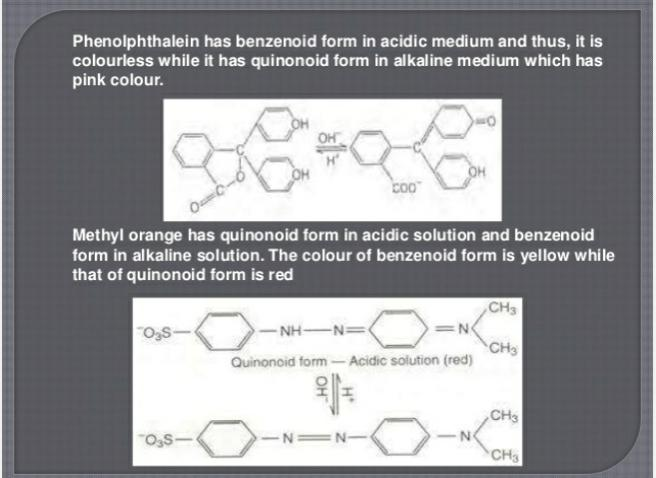 Phenolphthalein has benzenoid form in acidic medium and thus, it is
colourless while it has quinonoid form in alkaline medium which has
pink colour.
OH
OH⁻
H⁺
O
C
C
OH
OH
O
C
O
COO⁻
Methyl orange has quinonoid form in acidic solution and benzenoid
form in alkaline solution. The colour of benzenoid form is yellow while
that of quinonoid form is red
⁻O₃S—
—NH—N=
=N
CH₃
CH₃
Quinonoid form — Acidic solution (red)
OH⁻
H⁺
⁻O₃S—
—N=N—
—N
CH₃
CH₃